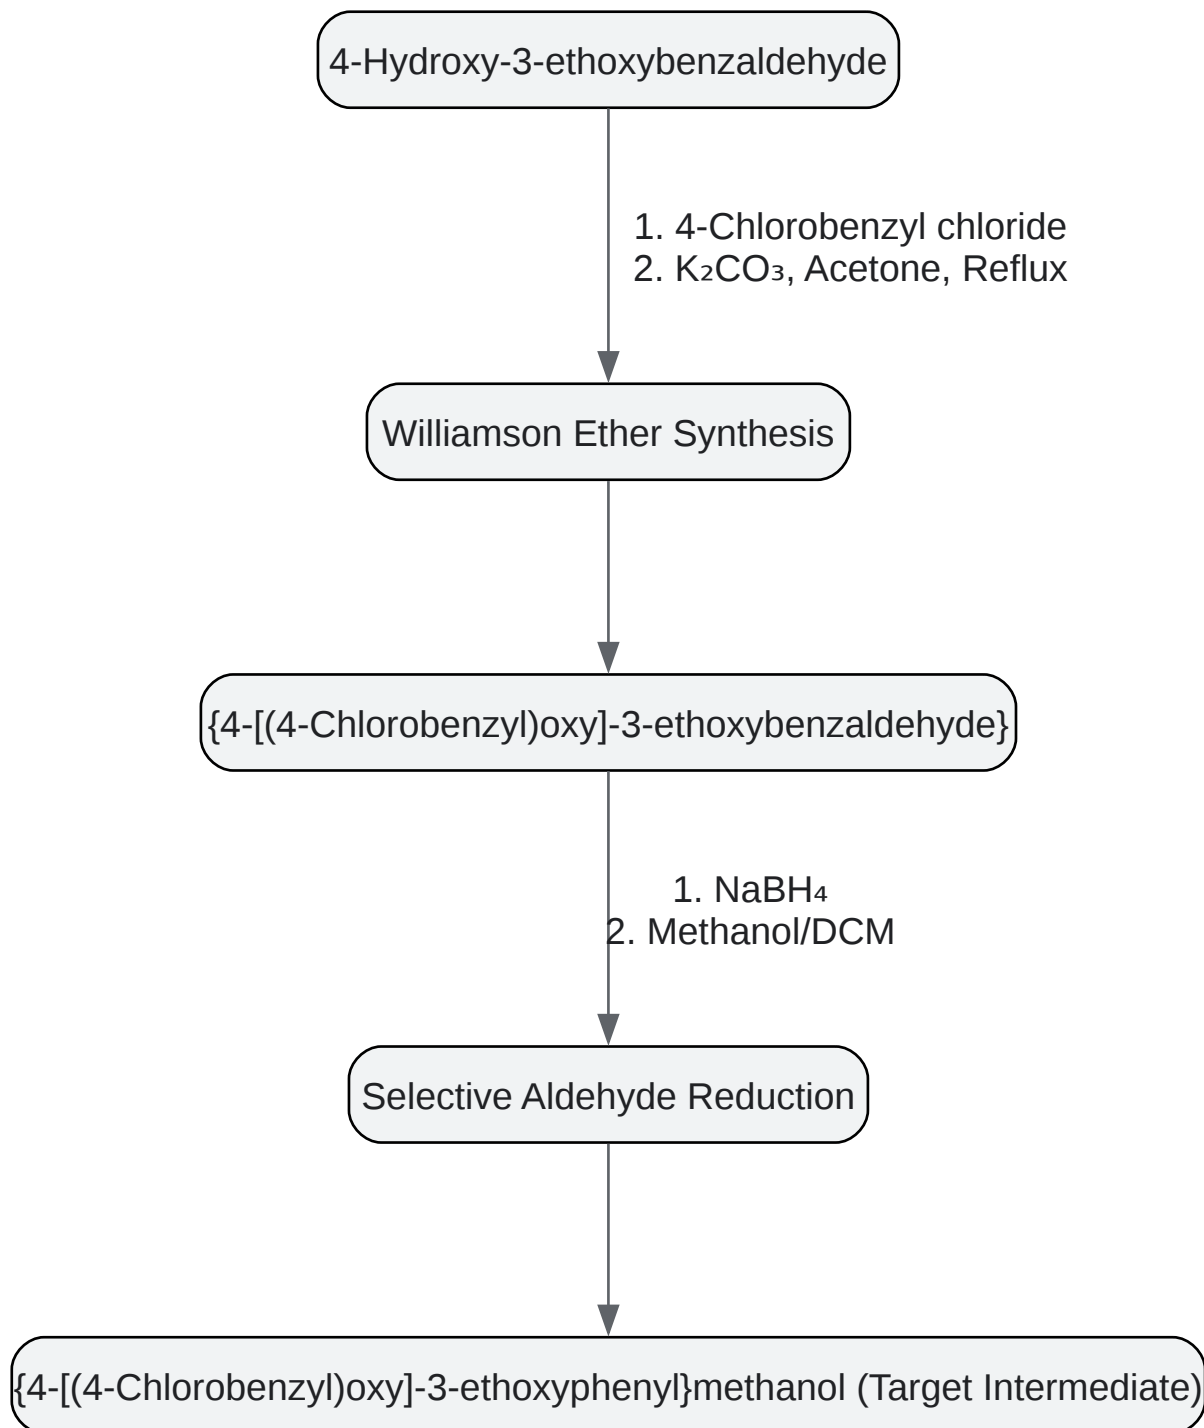 4-Hydroxy-3-ethoxybenzaldehyde
1. 4-Chlorobenzyl chloride
2. K₂CO₃, Acetone, Reflux
Williamson Ether Synthesis
{4-[(4-Chlorobenzyl)oxy]-3-ethoxybenzaldehyde}
1. NaBH₄
2. Methanol/DCM
Selective Aldehyde Reduction
{4-[(4-Chlorobenzyl)oxy]-3-ethoxyphenyl}methanol (Target Intermediate)